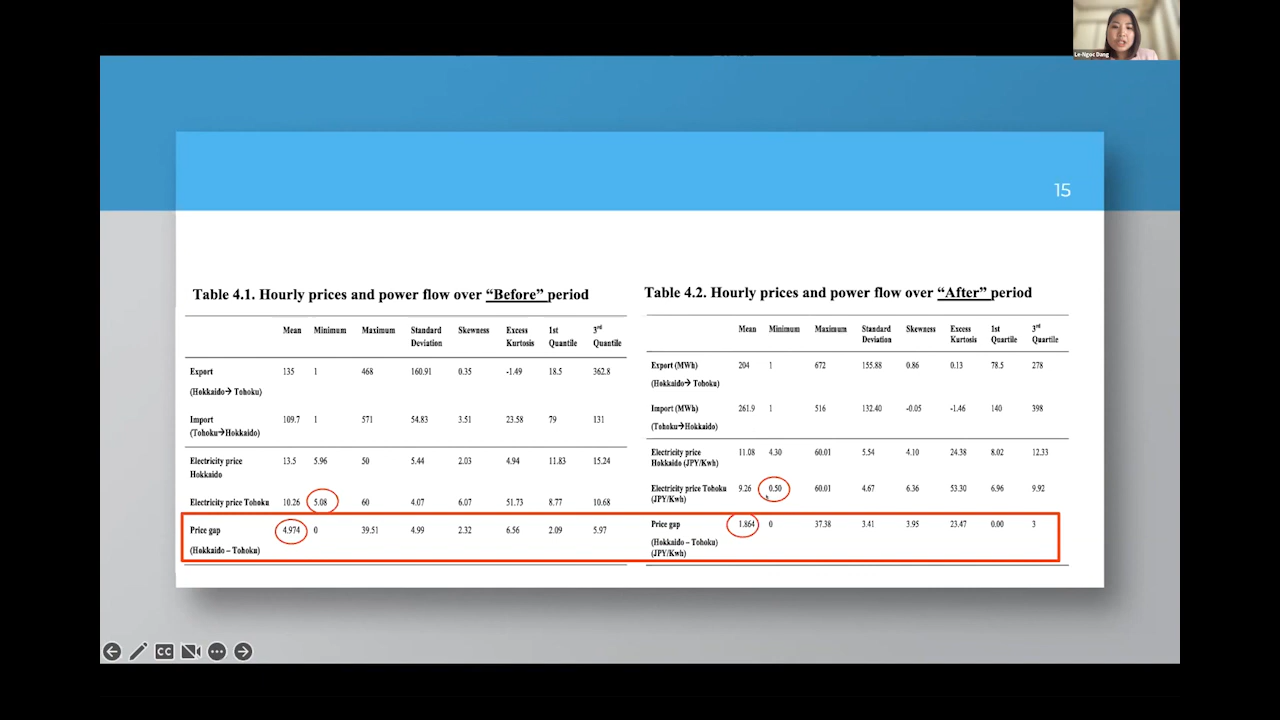 Le-Ngoc Dang
15
Table 4.1. Hourly prices and power flow over “Before” period
Mean Minimum Maximum Standard Deviation Skewness Excess Kurtosis 1st Quantile 3rd Quantile
Export (Hokkaido→ Tohoku) 135 1 468 160.91 0.35 -1.49 18.5 362.8
Import (Tohoku→Hokkaido) 109.7 1 571 54.83 3.51 23.58 79 131
Electricity price Hokkaido 13.5 5.96 50 5.44 2.03 4.94 11.83 15.24
Electricity price Tohoku 10.26 5.08 60 4.07 6.07 51.73 8.77 10.68
Price gap (Hokkaido – Tohoku) 4.974 0 39.51 4.99 2.32 6.56 2.09 5.97
Table 4.2. Hourly prices and power flow over “After” period
Mean Minimum Maximum Standard Deviation Skewness Excess Kurtosis 1st Quartile 3rd Quartile
Export (MWh) (Hokkaido→ Tohoku) 204 1 672 155.88 0.86 0.13 78.5 278
Import (MWh) (Tohoku→Hokkaido) 261.9 1 516 132.40 -0.05 -1.46 140 398
Electricity price Hokkaido (JPY/Kwh) 11.08 4.30 60.01 5.54 4.10 24.38 8.02 12.33
Electricity price Tohoku (JPY/Kwh) 9.26 0.50 60.01 4.67 6.36 53.30 6.96 9.92
Price gap (Hokkaido – Tohoku) (JPY/Kwh) 1.864 0 37.38 3.41 3.95 23.47 0.00 3
CC